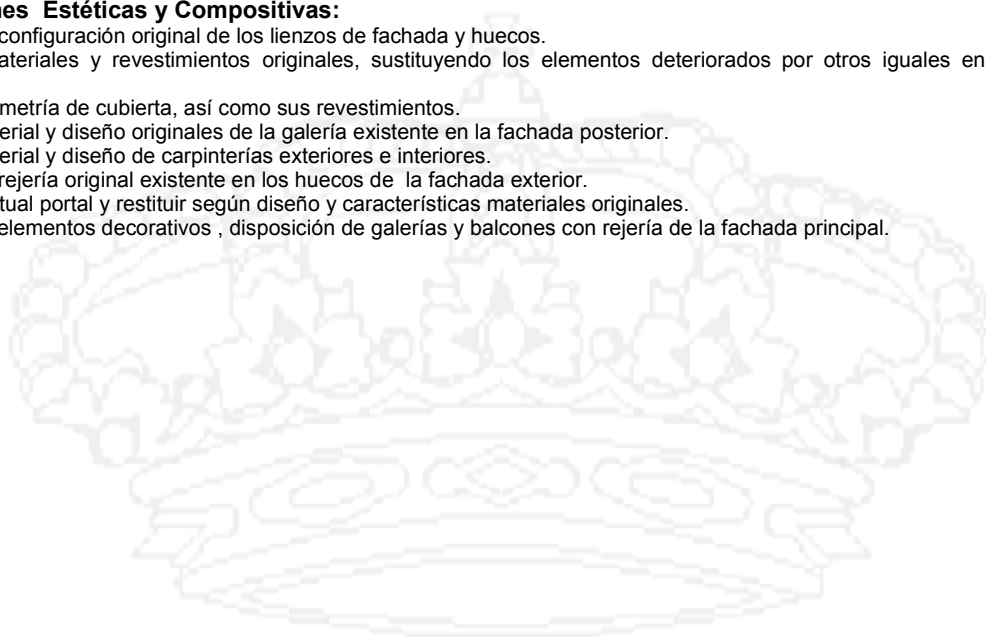 nes Estéticas y Compositivas:
configuración original de los lienzos de fachada y huecos.
ateriales y revestimientos originales, sustituyendo los elementos deteriorados por otros iguales en
metría de cubierta, así como sus revestimientos.
erial y diseño originales de la galería existente en la fachada posterior.
erial y diseño de carpinterías exteriores e interiores.
rejería original existente en los huecos de la fachada exterior.
tual portal y restituir según diseño y características materiales originales.
elementos decorativos , disposición de galerías y balcones con rejería de la fachada principal.